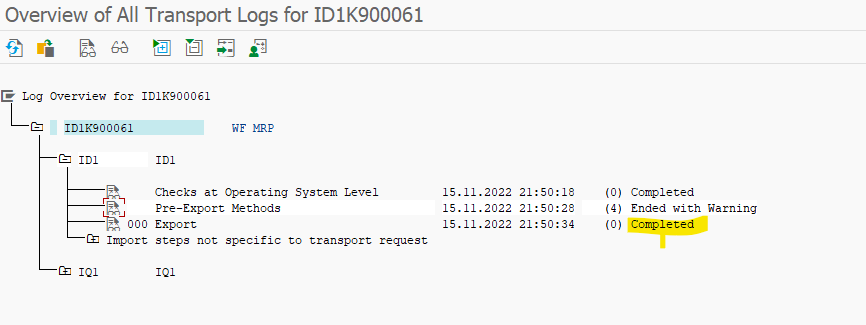 Overview of All Transport Logs for ID1K900061
Log Overview for ID1K900061
ID1K900061 WF MRP
ID1 ID1
Checks at Operating System Level 15.11.2022 21:50:18 (0) Completed
Pre-Export Methods 15.11.2022 21:50:28 (4) Ended with Warning
000 Export 15.11.2022 21:50:34 (0) Completed
Import steps not specific to transport request
IQ1 IQ1